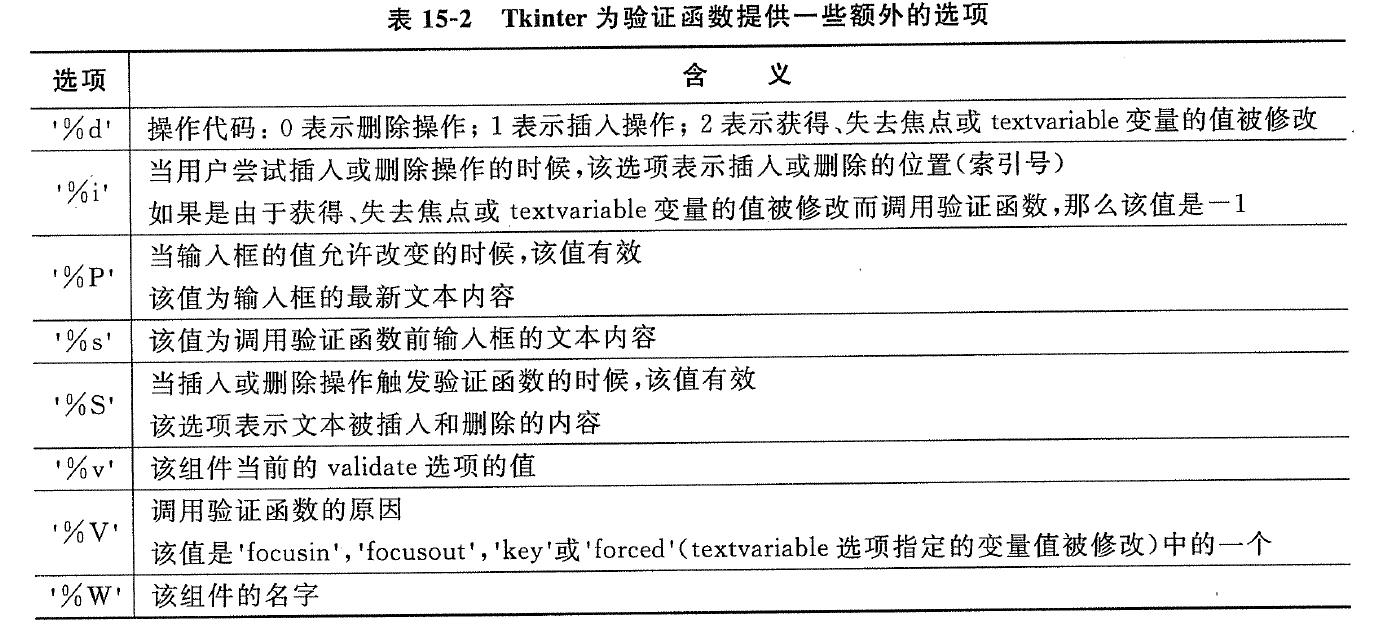 表 15-2 Tkinter 为验证函数提供一些额外的选项
选项 含 义
'%d' 操作代码：0 表示删除操作；1 表示插入操作；2 表示获得、失去焦点或 textvariable 变量的值被修改
'%i' 当用户尝试插入或删除操作的时候，该选项表示插入或删除的位置（索引号）
如果是由于获得、失去焦点或 textvariable 变量的值被修改而调用验证函数，那么该值是－1
'%P' 当输入框的值允许改变的时候，该值有效
该值为输入框的最新文本内容
'%s' 该值为调用验证函数前输入框的文本内容
'%S' 当插入或删除操作触发验证函数的时候，该值有效
该选项表示文本被插入和删除的内容
'%v' 该组件当前的 validate 选项的值
'%V' 调用验证函数的原因
该值是'focusin'，'focusout'，'key'或'forced'（textvariable 选项指定的变量值被修改）中的一个
'%W' 该组件的名字